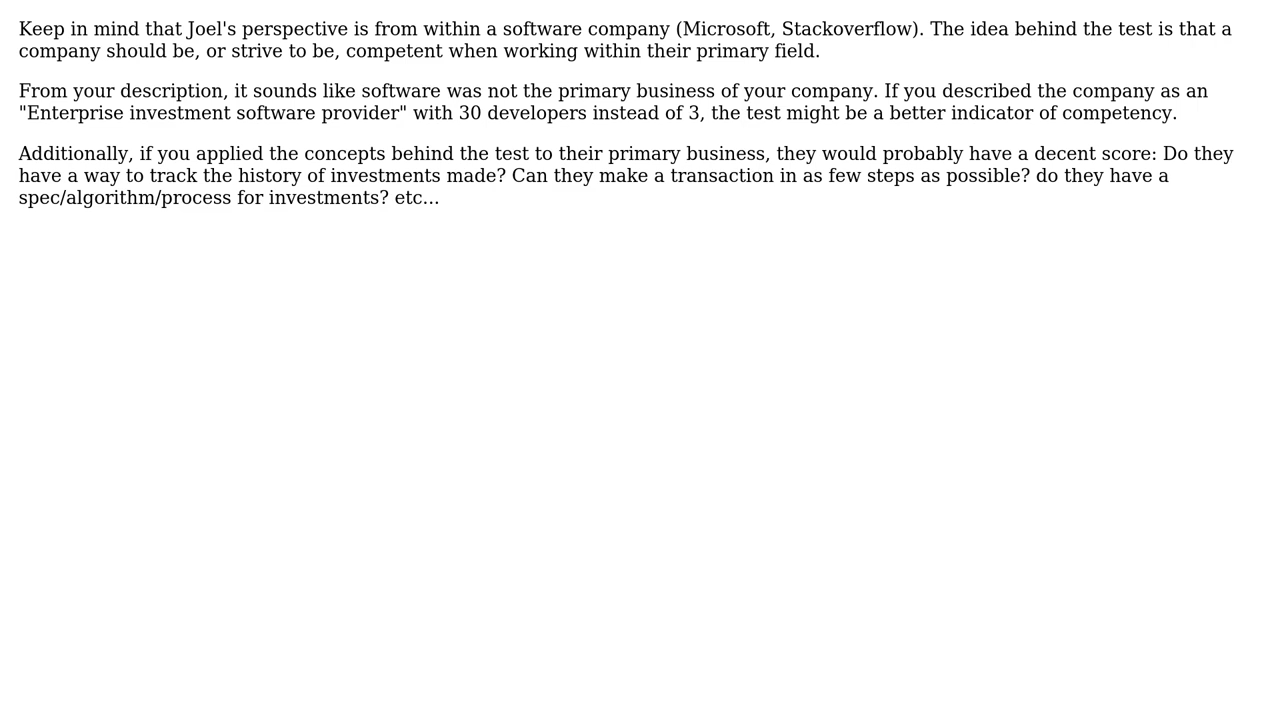 Keep in mind that Joel's perspective is from within a software company (Microsoft, Stackoverflow). The idea behind the test is that a
company should be, or strive to be, competent when working within their primary field.
From your description, it sounds like software was not the primary business of your company. If you described the company as an
"Enterprise investment software provider" with 30 developers instead of 3, the test might be a better indicator of competency.
Additionally, if you applied the concepts behind the test to their primary business, they would probably have a decent score: Do they
have a way to track the history of investments made? Can they make a transaction in as few steps as possible? do they have a
spec/algorithm/process for investments? etc...